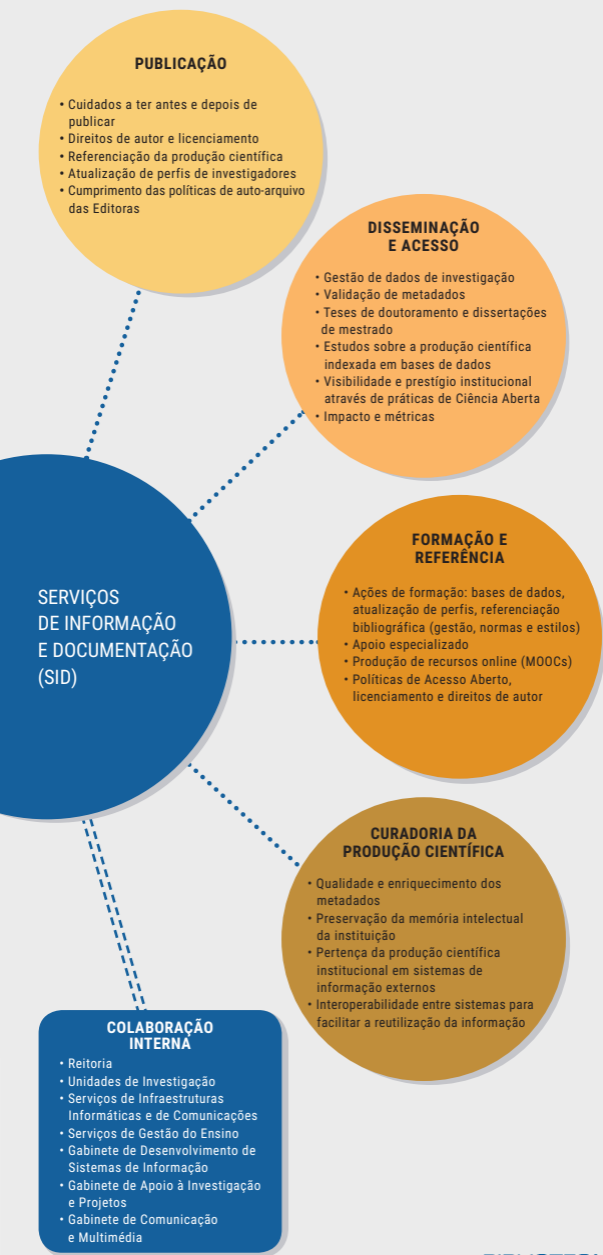 PUBLICAÇÃO
• Cuidados a ter antes e depois de
publicar
• Direitos de autor e licenciamento
• Referenciação da produção científica
• Atualização de perfis de investigadores
• Cumprimento das políticas de auto-arquivo
das Editoras
DISSEMINAÇÃO
E ACESSO
• Gestão de dados de investigação
• Validação de metadados
• Teses de doutoramento e dissertações
de mestrado
• Estudos sobre a produção científica
indexada em bases de dados
• Visibilidade e prestígio institucional
através de práticas de Ciência Aberta
• Impacto e métricas
SERVIÇOS
DE INFORMAÇÃO
E DOCUMENTAÇÃO
(SID)
FORMAÇÃO E
REFERÊNCIA
• Ações de formação: bases de dados,
atualização de perfis, referenciação
bibliográfica (gestão, normas e estilos)
• Apoio especializado
• Produção de recursos online (MOOCs)
• Políticas de Acesso Aberto,
licenciamento e direitos de autor
CURADORIA DA
PRODUÇÃO CIENTÍFICA
• Qualidade e enriquecimento dos
metadados
• Preservação da memória intelectual
da instituição
• Pertença da produção científica
institucional em sistemas de
informação externos
• Interoperabilidade entre sistemas para
facilitar a reutilização da informação
COLABORAÇÃO
INTERNA
• Reitoria
• Unidades de Investigação
• Serviços de Infraestruturas
Informáticas e de Comunicações
• Serviços de Gestão do Ensino
• Gabinete de Desenvolvimento de
Sistemas de Informação
• Gabinete de Apoio à Investigação
e Projetos
• Gabinete de Comunicação
e Multimédia